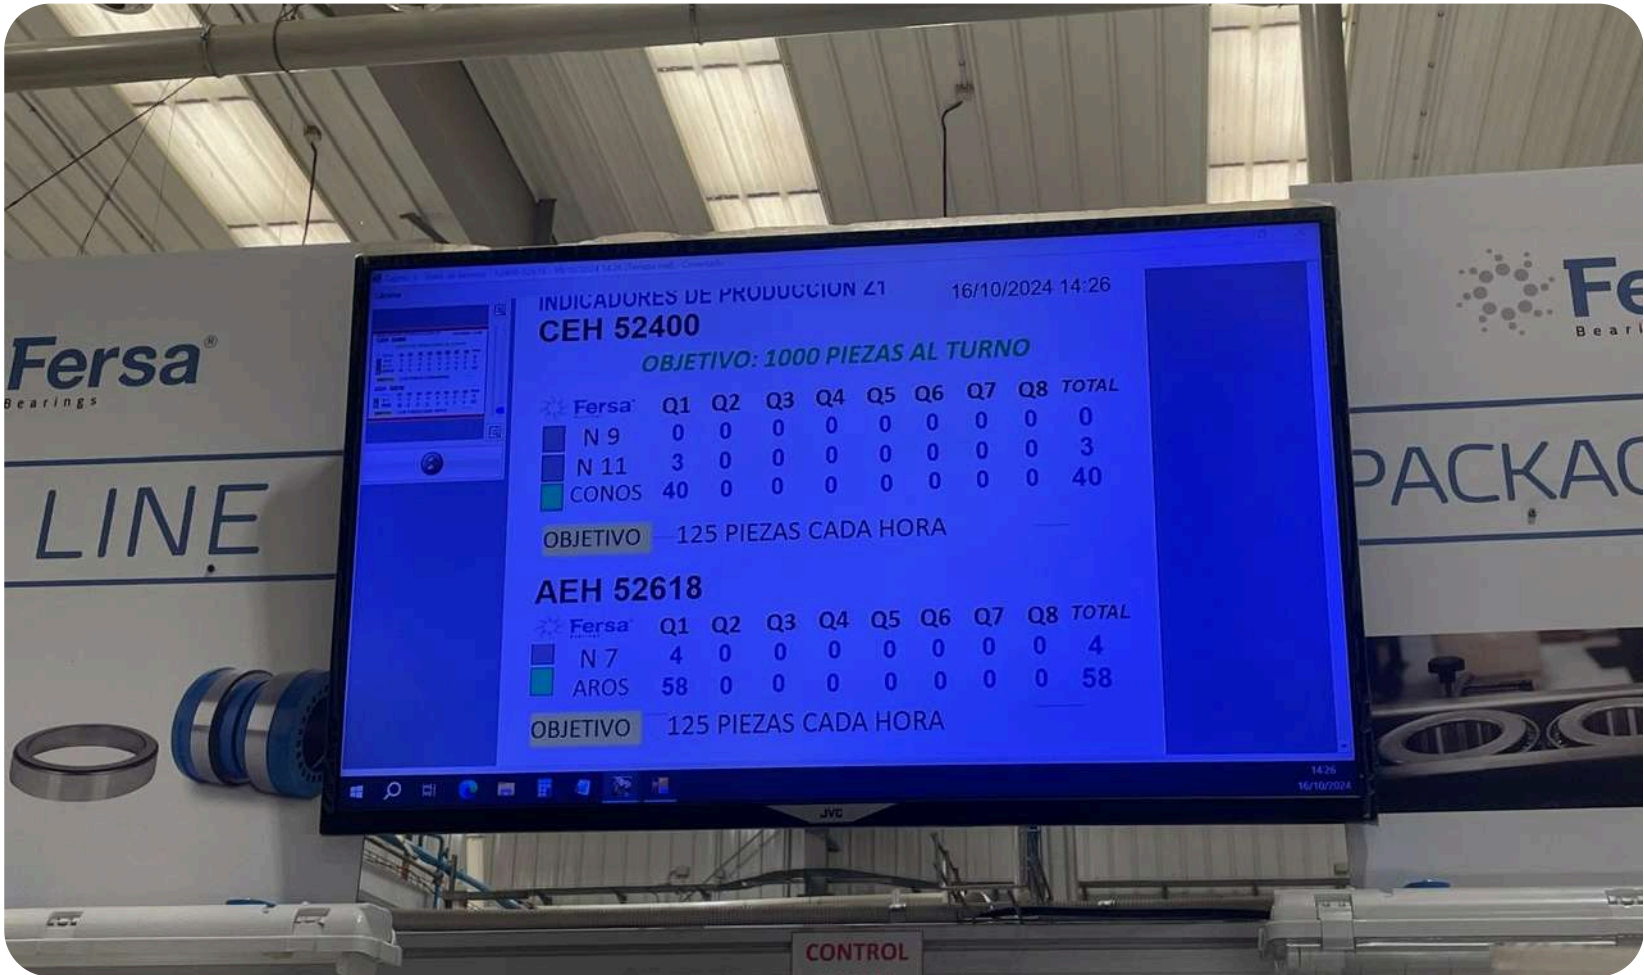 INDICADORES DE PRODUCCION Z1 16/10/2024 14:26
CEH 52400
OBJETIVO: 1000 PIEZAS AL TURNO
Fersa Q1 Q2 Q3 Q4 Q5 Q6 Q7 Q8 TOTAL
N 9 0 0 0 0 0 0 0 0 0
N 11 3 0 0 0 0 0 0 0 3
CONOS 40 0 0 0 0 0 0 0 40
OBJETIVO 125 PIEZAS CADA HORA
AEH 52618
Fersa Q1 Q2 Q3 Q4 Q5 Q6 Q7 Q8 TOTAL
N 7 4 0 0 0 0 0 0 0 4
AROS 58 0 0 0 0 0 0 0 58
OBJETIVO 125 PIEZAS CADA HORA
14:26
16/10/2024
JVC
Fersa®
Bearings
LINE
Fe
Beari
PACKAG
CONTROL